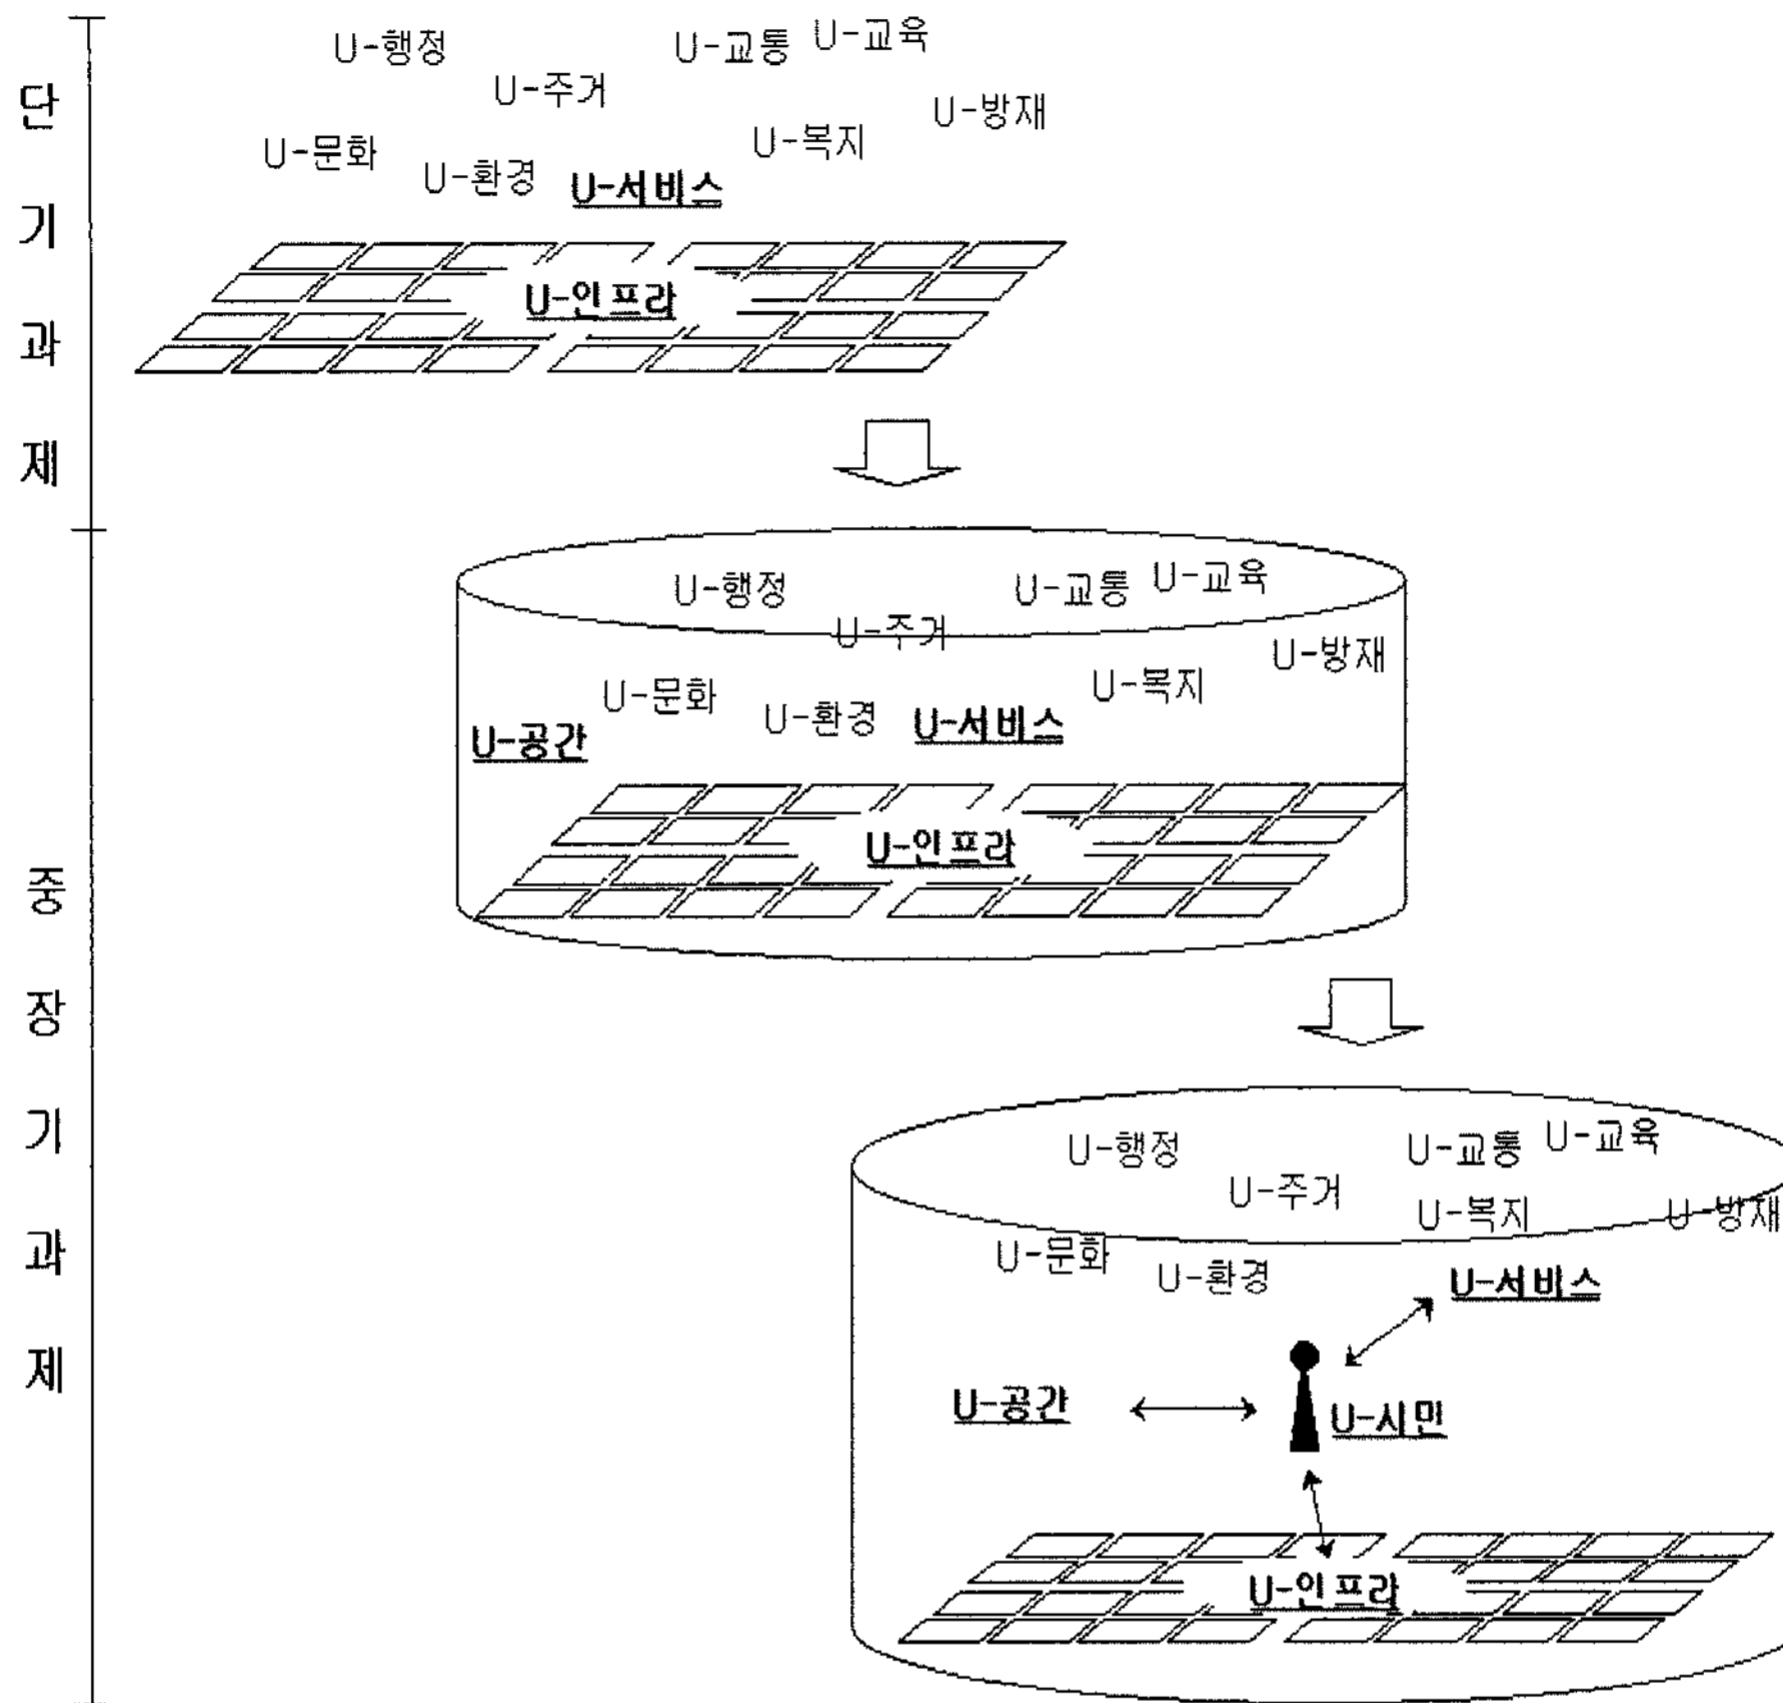 단기과제
U-행정
U-교통
U-교육
U-주거
U-방재
U-문화
U-환경
U-서비스
U-복지
U-인프라
중장기과제
U-행정
U-교통
U-교육
U-주거
U-방재
U-문화
U-환경
U-서비스
U-복지
U-공간
U-인프라
U-행정
U-교통
U-교육
U-주거
U-복지
U-방재
U-문화
U-환경
U-서비스
U-공간
U-시민
U-인프라